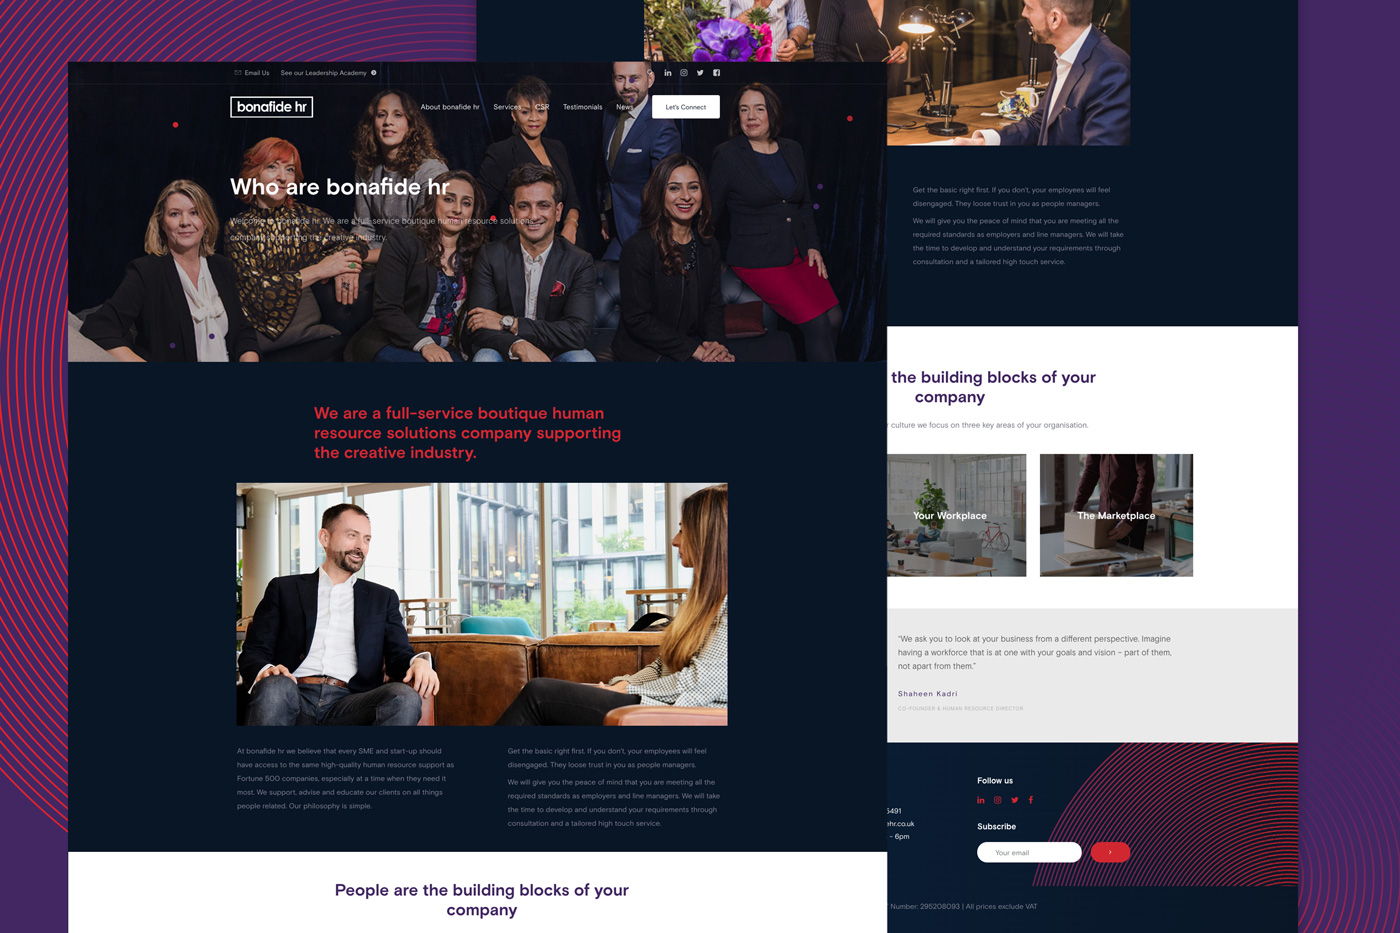 Email Us
See our Leadership Academy
bonafide hr
About bonafide hr
Services
CSR
Testimonials
News
Let's Connect
Who are bonafide hr
Welcome to bonafide hr. We are a full-service boutique human resource solutions
company supporting the creative industry.
We are a full-service boutique human
resource solutions company supporting
the creative industry.
At bonafide hr we believe that every SME and start-up should
have access to the same high-quality human resource support as
Fortune 500 companies, especially at a time when they need it
most. We support, advise and educate our clients on all things
people related. Our philosophy is simple.
Get the basic right first. If you don't, your employees will feel
disengaged. They loose trust in you as people managers.
We will give you the peace of mind that you are meeting all the
required standards as employers and line managers. We will take
the time to develop and understand your requirements through
consultation and a tailored high touch service.
People are the building blocks of your
company
Get the basic right first. If you don't, your employees will feel
disengaged. They loose trust in you as people managers.
We will give you the peace of mind that you are meeting all the
required standards as employers and line managers. We will take
the time to develop and understand your requirements through
consultation and a tailored high touch service.
the building blocks of your
company
culture we focus on three key areas of your organisation.
Your Workplace
The Marketplace
"We ask you to look at your business from a different perspective. Imagine
having a workforce that is at one with your goals and vision – part of them,
not apart from them."
Shaheen Kadri
CO-FOUNDER & HUMAN RESOURCE DIRECTOR
Follow us
5491
ehr.co.uk
- 6pm
Subscribe
Your email
Number: 295208093 | All prices exclude VAT